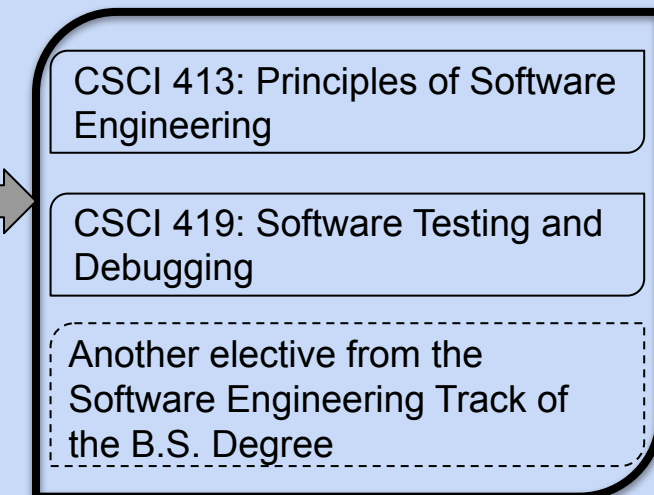 CSCI 413: Principles of Software
Engineering
CSCI 419: Software Testing and
Debugging
Another elective from the
Software Engineering Track of
the B.S. Degree